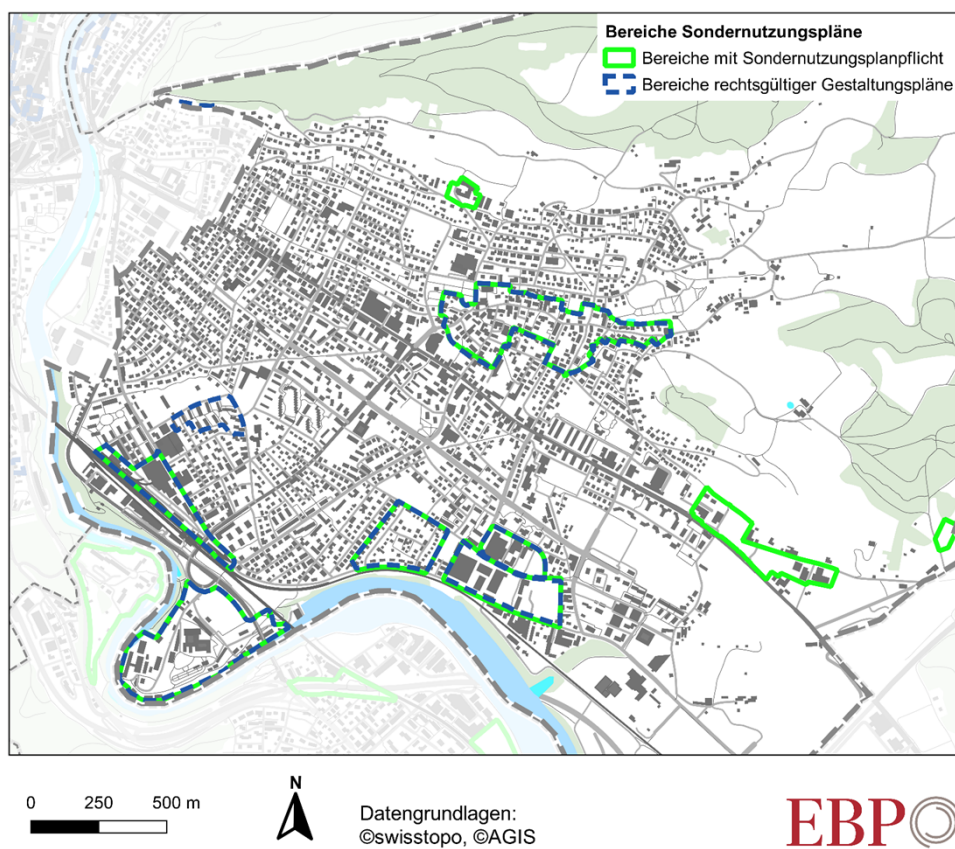 Bereiche Sondernutzungspläne
Bereiche mit Sondernutzungsplanpflicht
Bereiche rechtsgültiger Gestaltungspläne
0 250 500 m
N
Datengrundlagen:
©swisstopo, ©AGIS
EBP